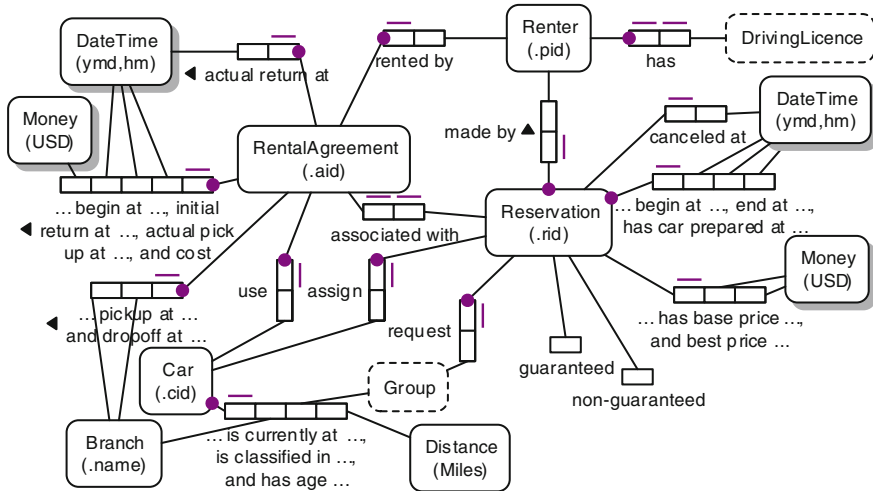 DateTime
(ymd,hm)
◄ actual return at
rented by
Renter
(.pid)
has
DrivingLicence
Money
(USD)
RentalAgreement
(.aid)
made by ▲
canceled at
DateTime
(ymd,hm)
… begin at …, initial
◄ return at …, actual pick
up at …, and cost
associated with
Reservation
(.rid)
… begin at …, end at …,
has car prepared at …
… pickup at …
◄ and dropoff at …
use
assign
request
Money
(USD)
… has base price …,
and best price …
Car
(.cid)
Group
guaranteed
non-guaranteed
Branch
(.name)
… is currently at …,
is classified in …,
and has age …
Distance
(Miles)